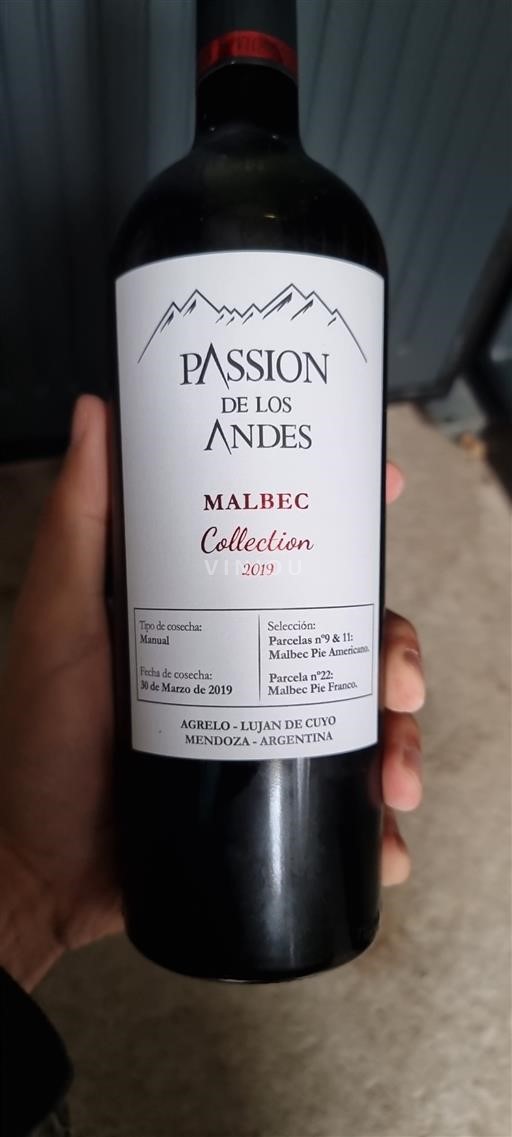 PASSION
DE LOS
ANDES
MALBEC
Collection
2019
VINOU
Tipo de cosecha:
Manual
Fecha de cosecha:
30 de Marzo de 2019
Selección:
Parcelas nº9 & 11:
Malbec Pie Americano.
Parcela nº22:
Malbec Pie Franco.
AGRELO - LUJAN DE CUYO
MENDOZA - ARGENTINA